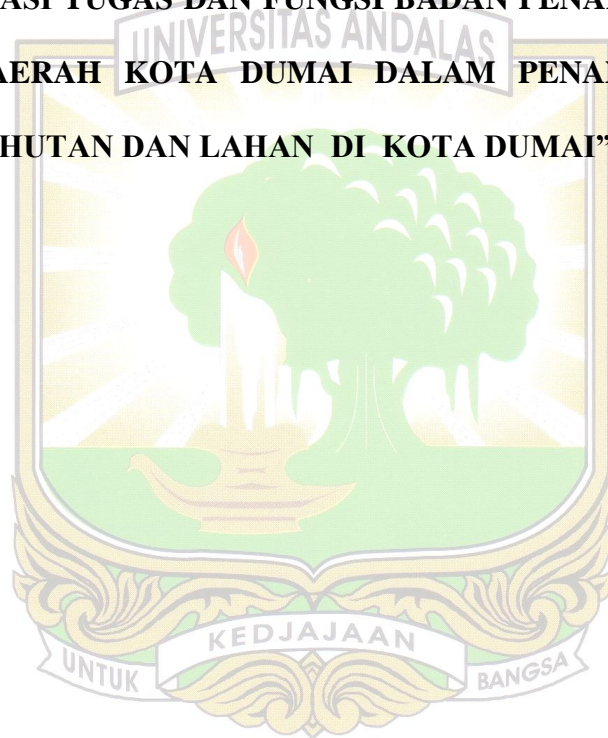 ASI TUGAS DAN FUNGSI BADAN PENA
AERAH KOTA DUMAI DALAM PENA
HUTAN DAN LAHAN DI KOTA DUMAI”
UNIVERSITAS ANDALAS
KEDJAJAAN
UNTUK
BANGSA